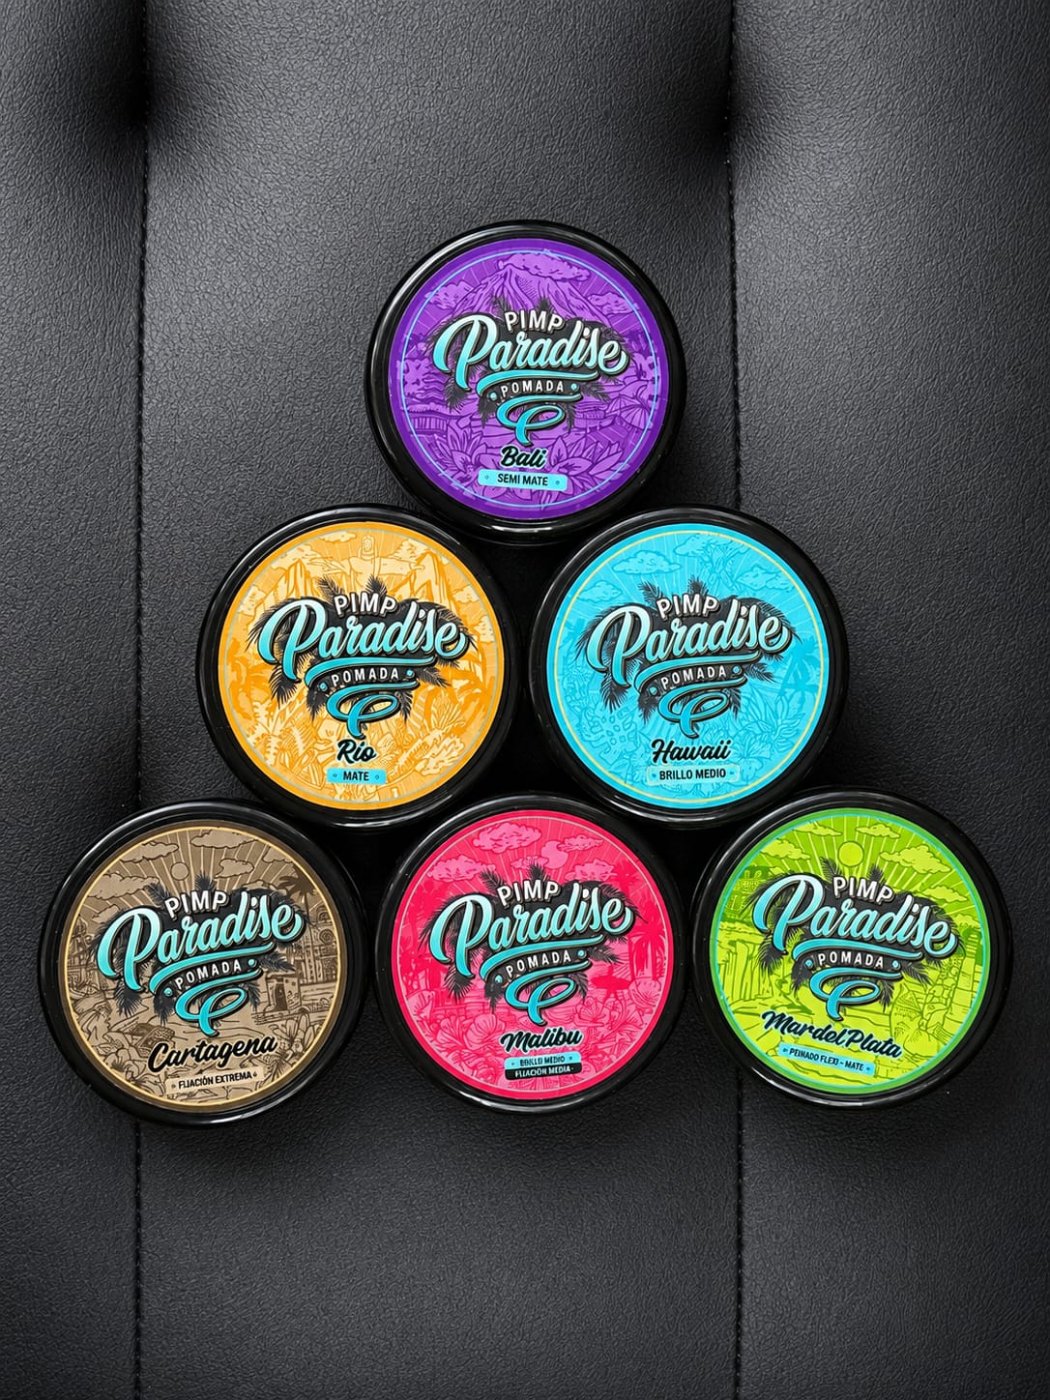 PIMP
Paradise
POMADA
Bali
SEMI MATE
PIMP
Paradise
POMADA
Rio
MATE
PIMP
Paradise
POMADA
Hawaii
BRILLO MEDIO
PIMP
Paradise
POMADA
Cartagena
FIJACIÓN EXTREMA
PIMP
Paradise
POMADA
Malibu
BRILLO MEDIO
FIJACIÓN MEDIA
PIMP
Paradise
POMADA
Mar del Plata
PEINADO FLEXI - MATE